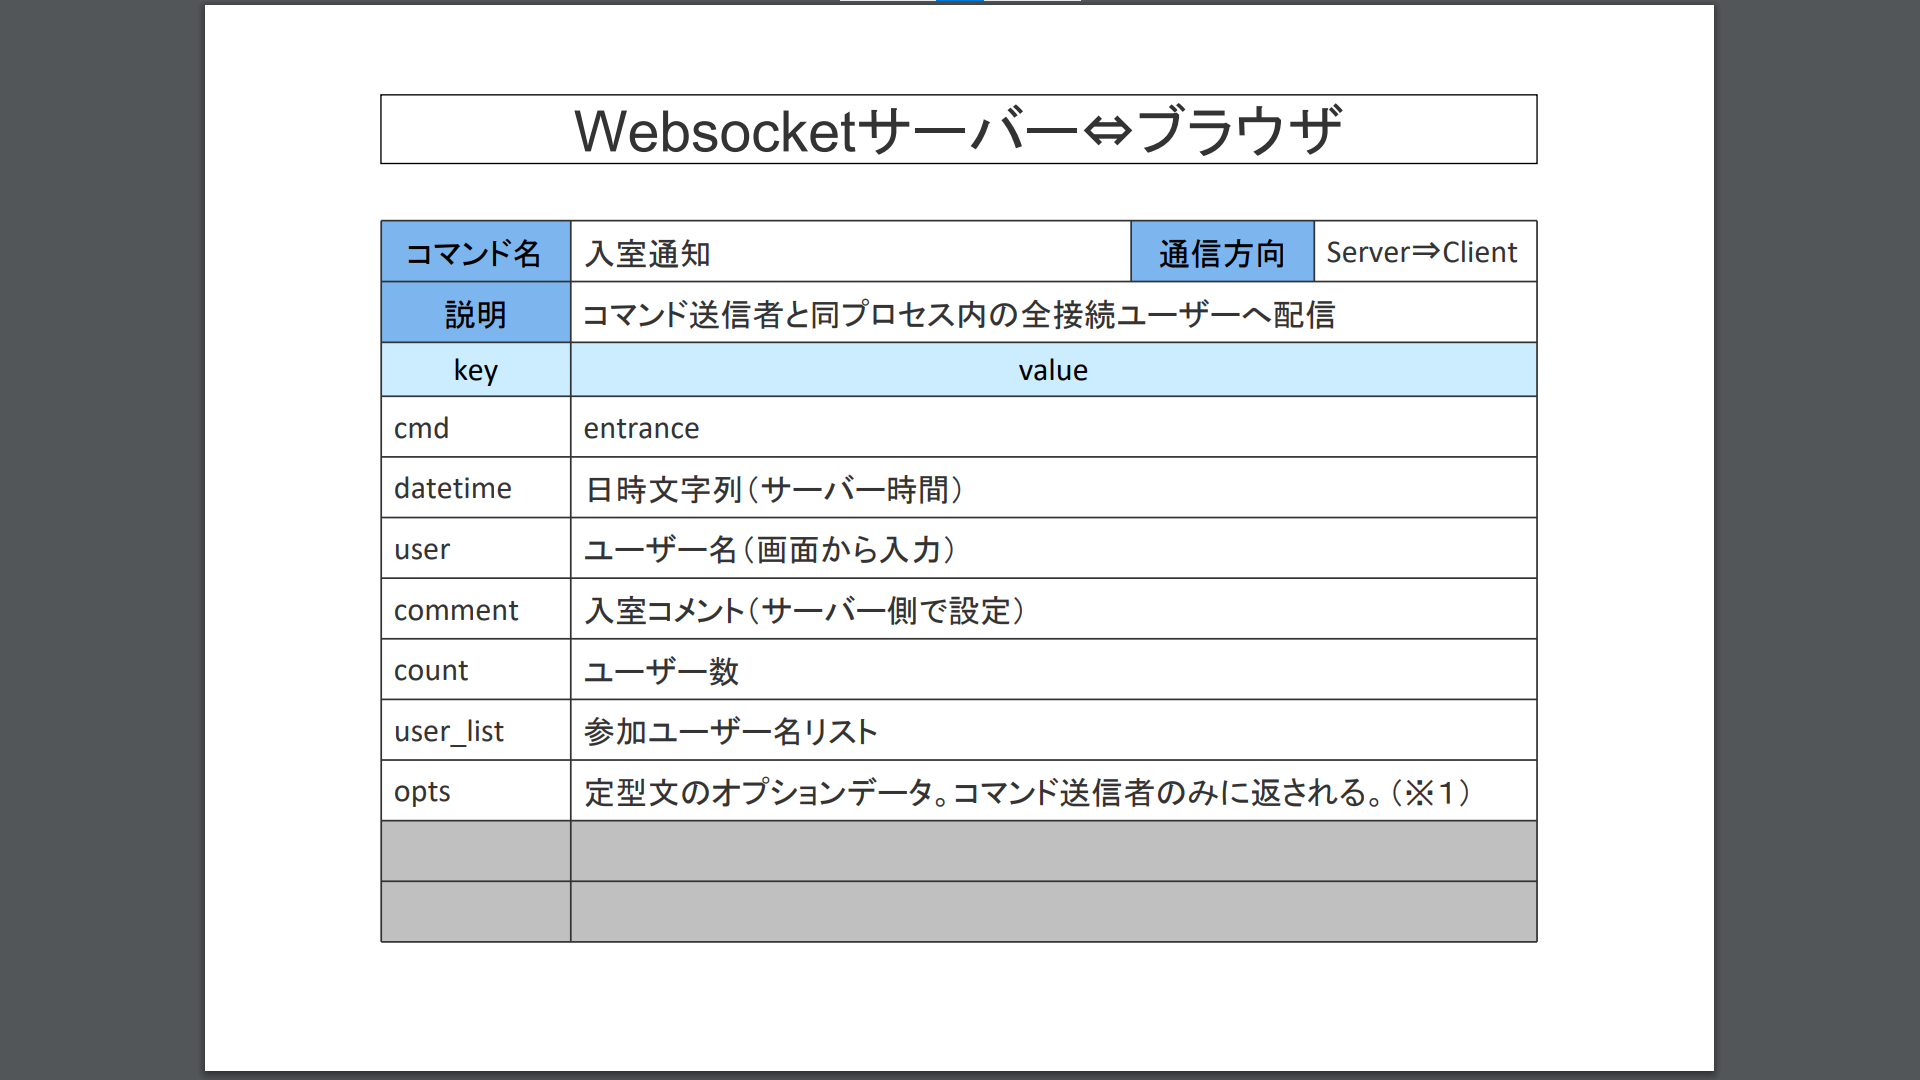 Websocketサーバー⇔ブラウザ
コマンド名 入室通知 通信方向 Server⇒Client
説明 コマンド送信者と同プロセス内の全接続ユーザーへ配信
key value
cmd entrance
datetime 日時文字列（サーバー時間）
user ユーザー名（画面から入力）
comment 入室コメント（サーバー側で設定）
count ユーザー数
user_list 参加ユーザー名リスト
opts 定型文のオプションデータ。コマンド送信者のみに返される。（※１）